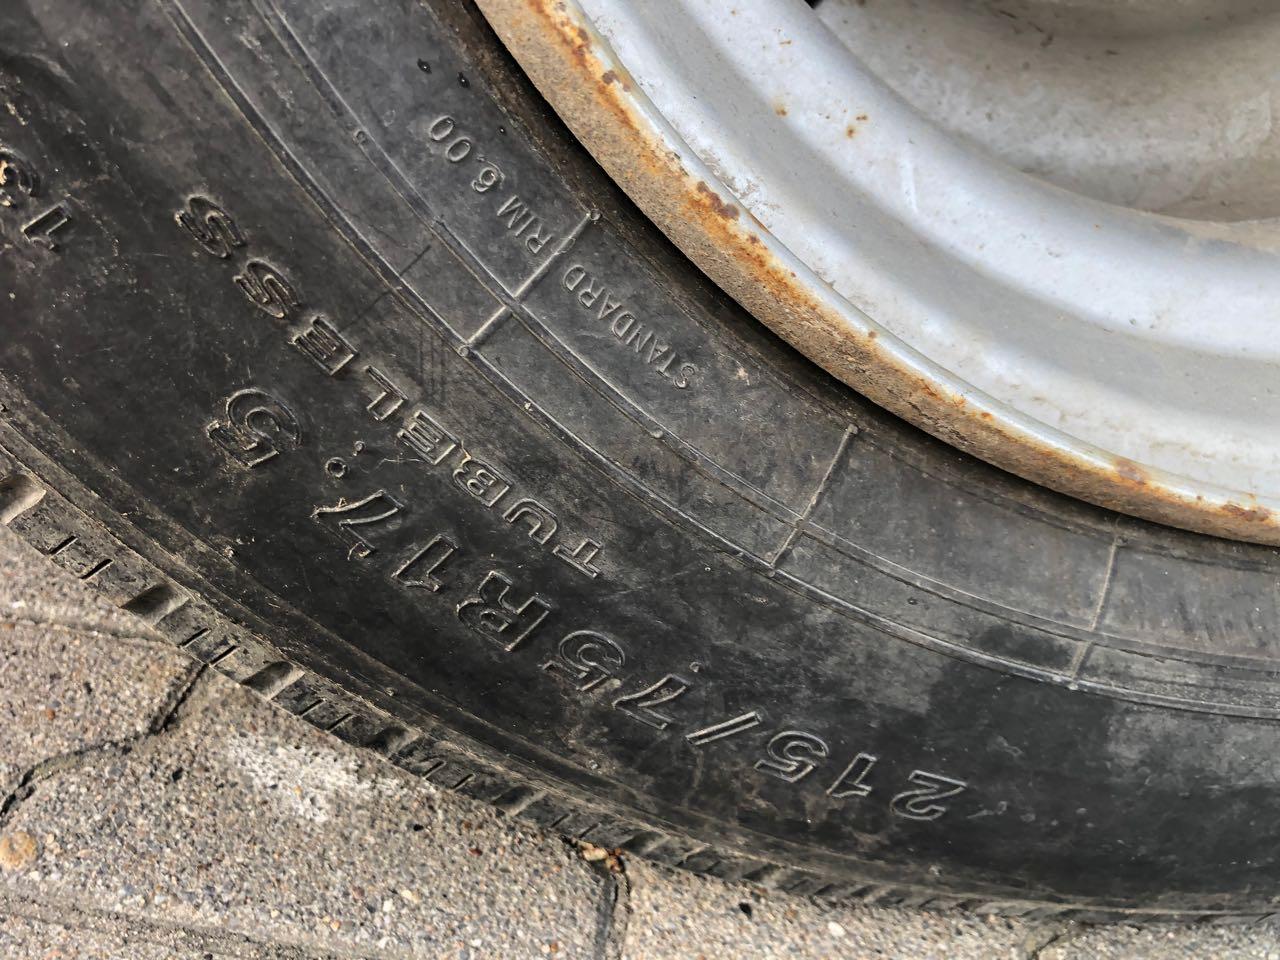 215/75R17.5
TUBELESS
STANDARD RIM 6.00